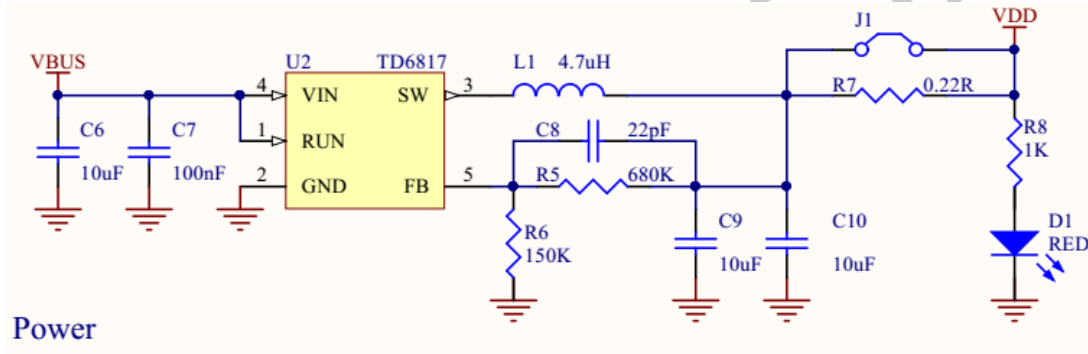 J1
VDD
VBUS
U2 TD6817 L1 4.7uH
4 VIN SW 3
R7 0.22R
C6 C7 1 RUN C8 22pF R8
1K
10uF 100nF 2 GND FB 5 R5 680K
R6 C9 C10 D1
150K RED
10uF 10uF
Power